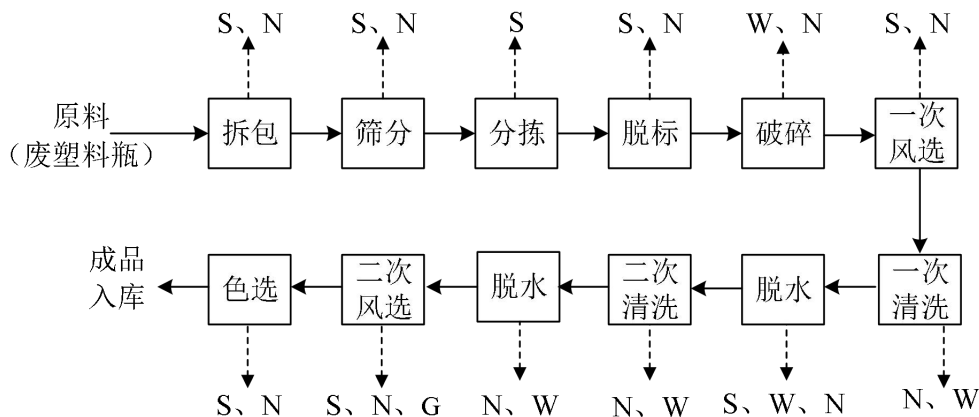 S、N
S、N
S
S、N
W、N
S、N
原料
（废塑料瓶）
拆包
筛分
分拣
脱标
破碎
一次
风选
成品
入库
色选
二次
风选
脱水
二次
清洗
脱水
一次
清洗
S、N
S、N、G
N、W
N、W
S、W、N
N、W